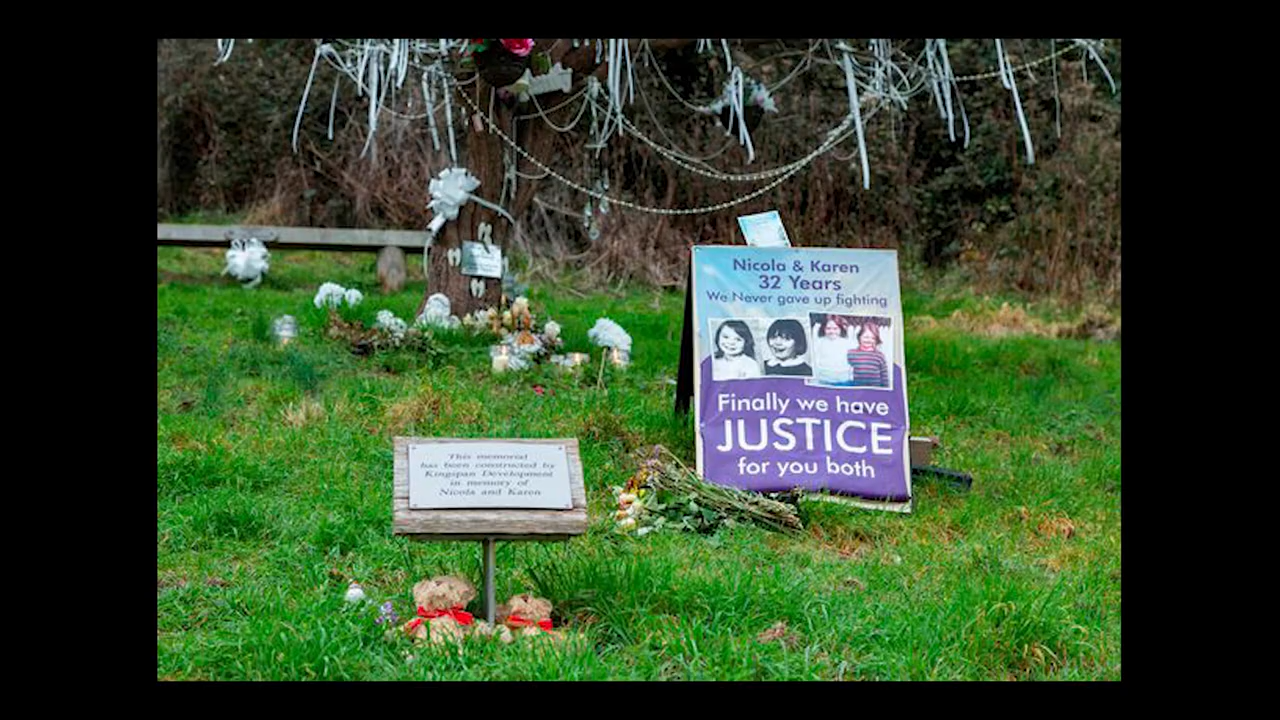 Nicola & Karen
32 Years
We Never gave up fighting
Finally we have
JUSTICE
for you both
This memorial
has been constructed by
Kingspan Development
in memory of
Nicola and Karen